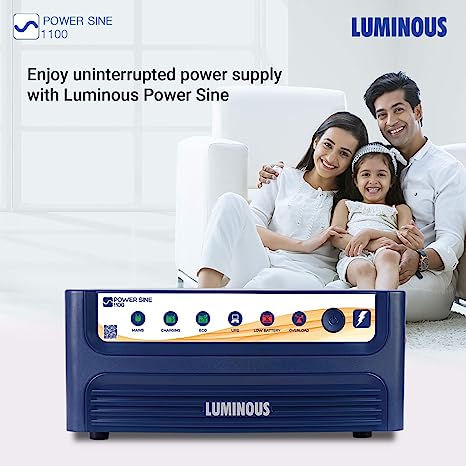 POWER SINE
1100
LUMINOUS
Enjoy uninterrupted power supply
with Luminous Power Sine
POWER SINE
1100
MAINS CHARGING ECO UPS LOW BATTERY OVERLOAD
LUMINOUS